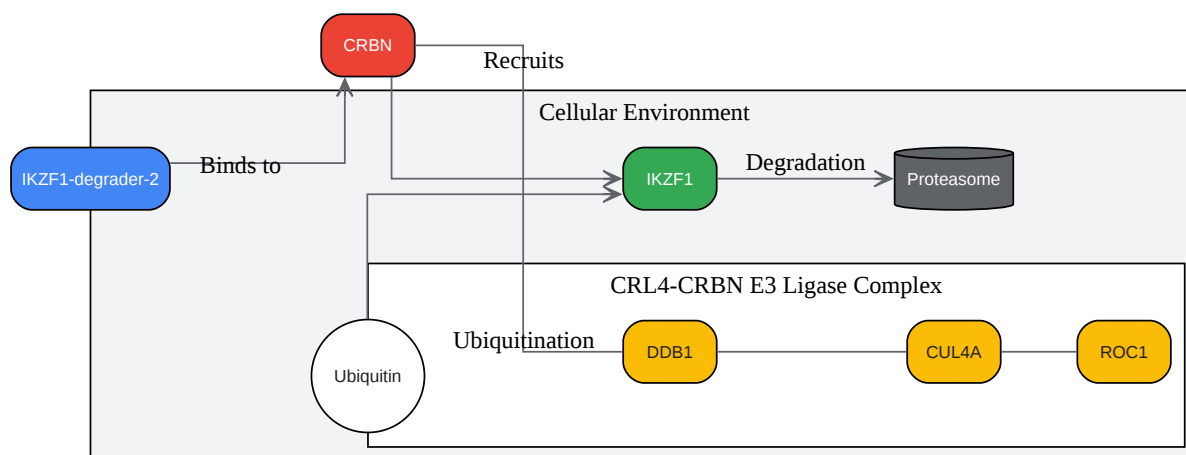 CRBN
Recruits
Cellular Environment
IKZF1-degrader-2
Binds to
IKZF1
Degradation
Proteasome
CRL4-CRBN E3 Ligase Complex
Ubiquitination
DDB1
CUL4A
ROC1
Ubiquitin